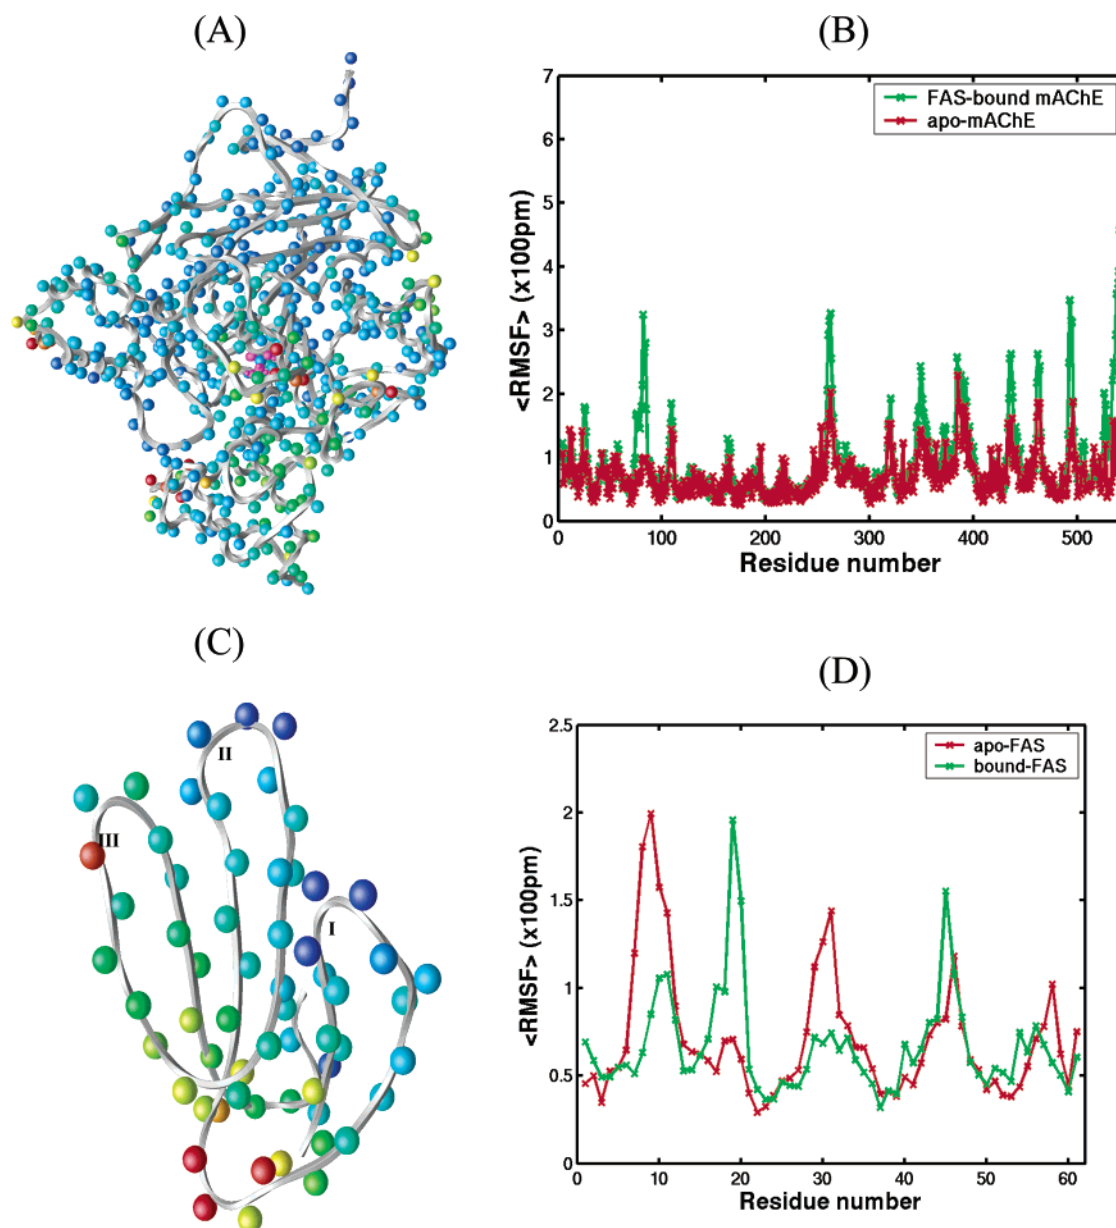 (A)
(B)
7
6
5
4
3
2
1
0
<RMSF> (x100pm)
FAS-bound mAChE
apo-mAChE
0 100 200 300 400 500
Residue number
(C)
II
III
I
(D)
2.5
2
1.5
1
0.5
0
<RMSF> (x100pm)
apo-FAS
bound-FAS
0 10 20 30 40 50 60
Residue number